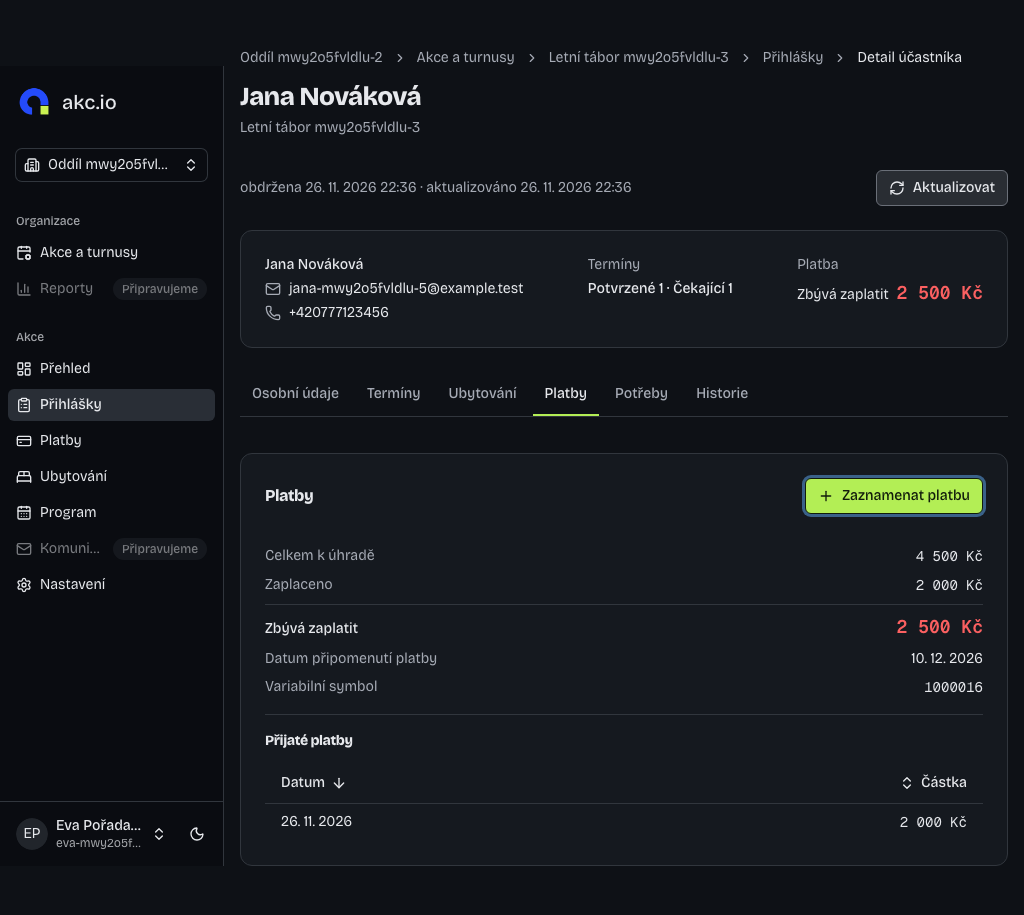 Oddíl mwy2o5fvldlu-2 > Akce a turnusy > Letní tábor mwy2o5fvldlu-3 > Přihlášky > Detail účastníka
akc.io
Jana Nováková
Letní tábor mwy2o5fvldlu-3
Oddíl mwy2o5fvl...
obdržena 26. 11. 2026 22:36 · aktualizováno 26. 11. 2026 22:36
Aktualizovat
Organizace
Akce a turnusy
Reporty
Připravujeme
Akce
Přehled
Přihlášky
Platby
Ubytování
Program
Komuni...
Připravujeme
Nastavení
EP
Eva Pořada...
eva-mwy2o5f...
Jana Nováková
jana-mwy2o5fvldlu-5@example.test
+420777123456
Termíny
Potvrzené 1 · Čekající 1
Platba
Zbývá zaplatit 2 500 Kč
Osobní údaje
Termíny
Ubytování
Platby
Potřeby
Historie
Platby
Zaznamenat platbu
Celkem k úhradě 4 500 Kč
Zaplaceno 2 000 Kč
Zbývá zaplatit 2 500 Kč
Datum připomenutí platby 10. 12. 2026
Variabilní symbol 1000016
Přijaté platby
Datum Částka
26. 11. 2026 2 000 Kč